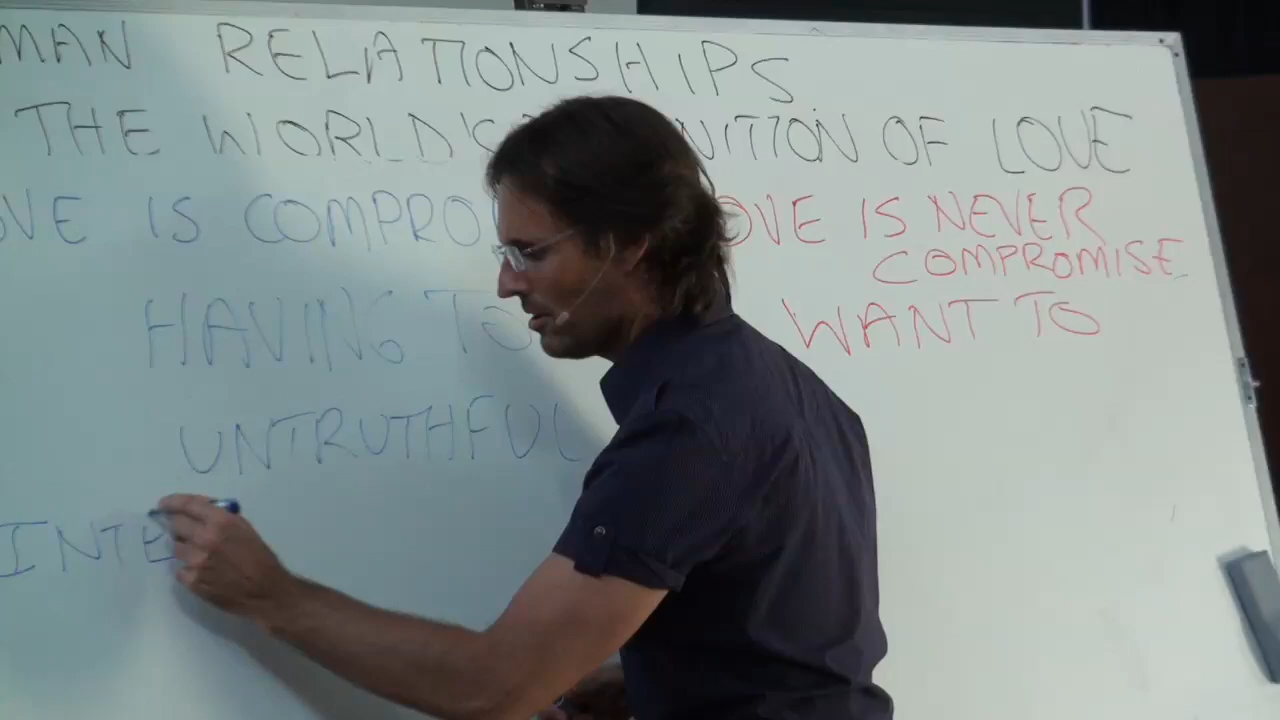 MAN RELATIONSHIPS
THE WORLD'S NITION OF LOVE
OVE IS COMPRO OVE IS NEVER
COMPROMISE
HAVING TO WANT TO
UNTRUTHFUL
INTE